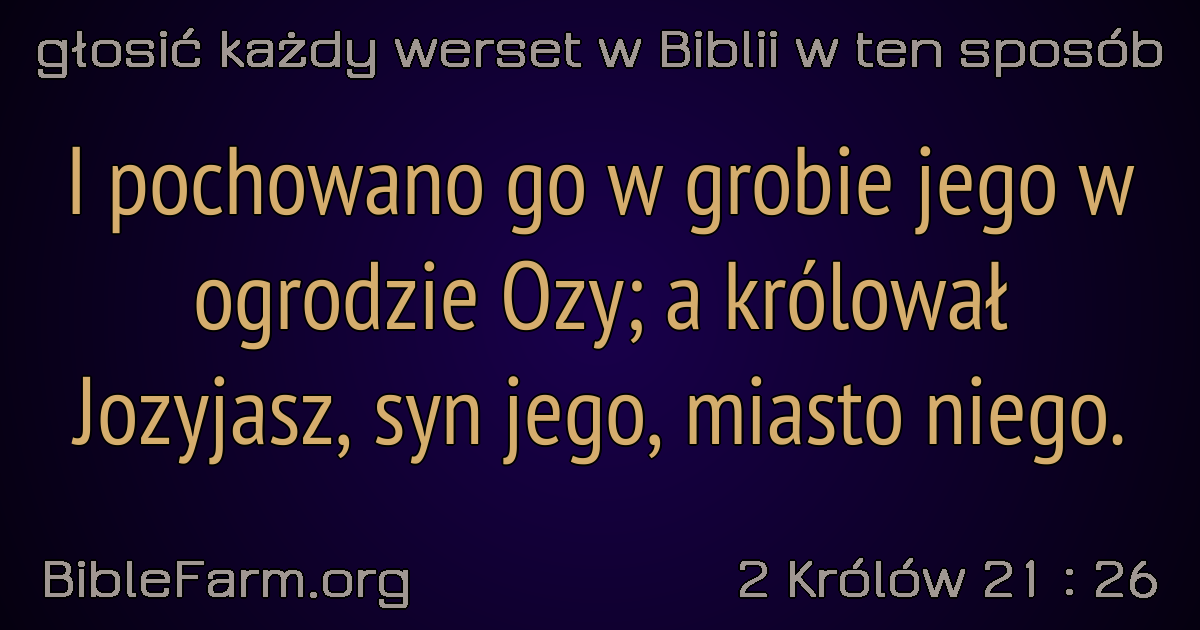 głosić każdy werset w Biblii w ten sposób
I pochowano go w grobie jego w
ogrodzie Ozy; a królował
Jozyjasz, syn jego, miasto niego.
BibleFarm.org
2 Królów 21 : 26